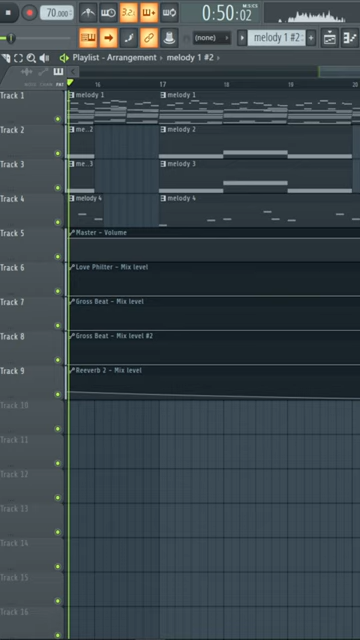 70.000
3.2.
0:50:02
(none)
melody 1 #2
Playlist - Arrangement › melody 1 #2 ›
16 17 18 19 20
Track 1 melody 1 melody 1
Track 2 me..2 melody 2
Track 3 me..3 melody 3
Track 4 melody 4 melody 4
Track 5 Master - Volume
Track 6 Love Philter - Mix level
Track 7 Gross Beat - Mix level
Track 8 Gross Beat - Mix level #2
Track 9 Reeverb 2 - Mix level
Track 10
Track 11
Track 12
Track 13
Track 14
Track 15
Track 16